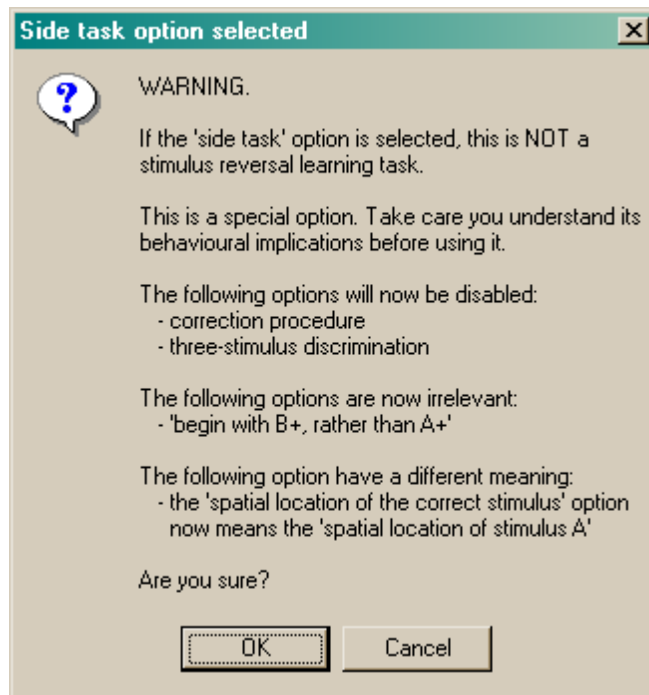 Side task option selected
WARNING.
If the 'side task' option is selected, this is NOT a
stimulus reversal learning task.
This is a special option. Take care you understand its
behavioural implications before using it.
The following options will now be disabled:
- correction procedure
- three-stimulus discrimination
The following options are now irrelevant:
- 'begin with B+, rather than A+'
The following option have a different meaning:
- the 'spatial location of the correct stimulus' option
now means the 'spatial location of stimulus A'
Are you sure?
OK
Cancel